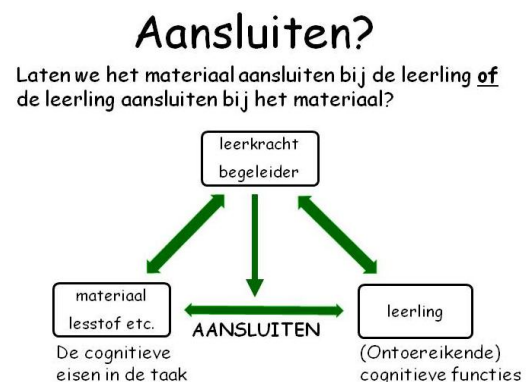 Aansluiten?
Laten we het materiaal aansluiten bij de leerling of
de leerling aansluiten bij het materiaal?
leerkracht
begeleider
materiaal
lesstof etc.
AANSLUITEN
leerling
De cognitieve
eisen in de taak
(Ontoereikende)
cognitieve functies